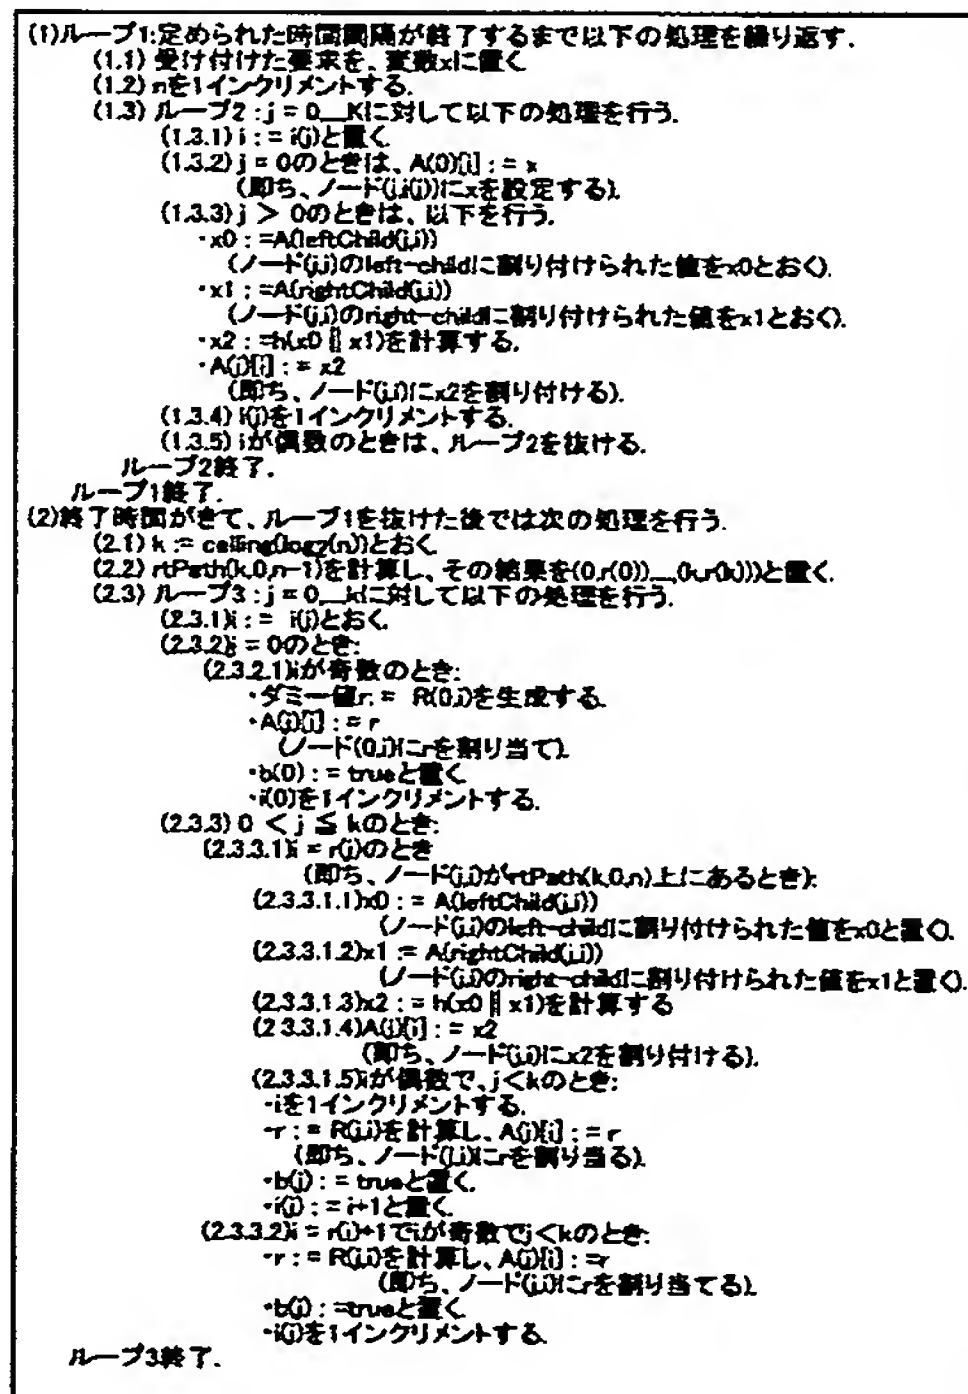 (1)ループ1:定められた時間間隔が終了するまで以下の処理を繰り返す.
(1.1) 受け付けた要求を、変数xに置く
(1.2) nを1インクリメントする.
(1.3) ループ2 : j = 0,...,Kに対して以下の処理を行う.
(1.3.1) i : = i(j)と置く
(1.3.2) j = 0のときは、A(0)[i] : = x
(即ち、ノード(j,i(j))にxを設定する).
(1.3.3) j > 0のときは、以下を行う.
・x0 : =A(leftChild(j,i))
(ノード(j,i)のleft-childに割り付けられた値をx0とおく).
・x1 : =A(rightChild(j,i))
(ノード(j,i)のright-childに割り付けられた値をx1とおく).
・x2 : =h(x0 || x1)を計算する.
・A(j)[i] : = x2
(即ち、ノード(j,i)にx2を割り付ける).
(1.3.4) i(j)を1インクリメントする.
(1.3.5) iが偶数のときは、ループ2を抜ける.
ループ2終了.
ループ1終了.
(2)終了時間がきて、ループ1を抜けた後では次の処理を行う.
(2.1) k := ceiling(log2(n))とおく
(2.2) rtPath(k,0,n-1)を計算し、その結果を(0,r(0)),...,(k,r(k)))と置く.
(2.3) ループ3 : j = 0,...,kに対して以下の処理を行う.
(2.3.1)i : = i(j)とおく
(2.3.2)j = 0のとき:
(2.3.2.1)iが奇数のとき:
・ダミー値r: = R(0,i)を生成する
・A(j)[i] : = r
(ノード(0,i)にrを割り当て).
・b(0) : = trueと置く
・i(0)を1インクリメントする.
(2.3.3) 0 < j ≦ kのとき:
(2.3.3.1)i = r(j)のとき
(即ち、ノード(j,i)がrtPath(k,0,n)上にあるとき):
(2.3.3.1.1)x0 : = A(leftChild(j,i))
(ノード(j,i)のleft-childに割り付けられた値をx0と置く).
(2.3.3.1.2)x1 := A(rightChild(j,i))
(ノード(j,i)のright-childに割り付けられた値をx1と置く).
(2.3.3.1.3)x2 : = h(x0 || x1)を計算する
(2 3.3.1.4)A(j)[i] : = x2
(即ち、ノード(j,i)にx2を割り付ける).
(2.3.3.1.5)iが偶数で、j<kのとき:
・iを1インクリメントする.
・r : = R(j,i)を計算し、A(j)[i] : = r
(即ち、ノード(j,i)にrを割り当る).
・b(j) : = trueと置く.
・i(j) : = i+1と置く
(2.3.3.2)i = r(j)+1でiが奇数でj<kのとき:
・r : = R(j,i)を計算し、A(j)[i] : =r
(即ち、ノード(j,i)にrを割り当てる).
・b(j) : =trueと置く
・i(j)を1インクリメントする.
ループ3終了.